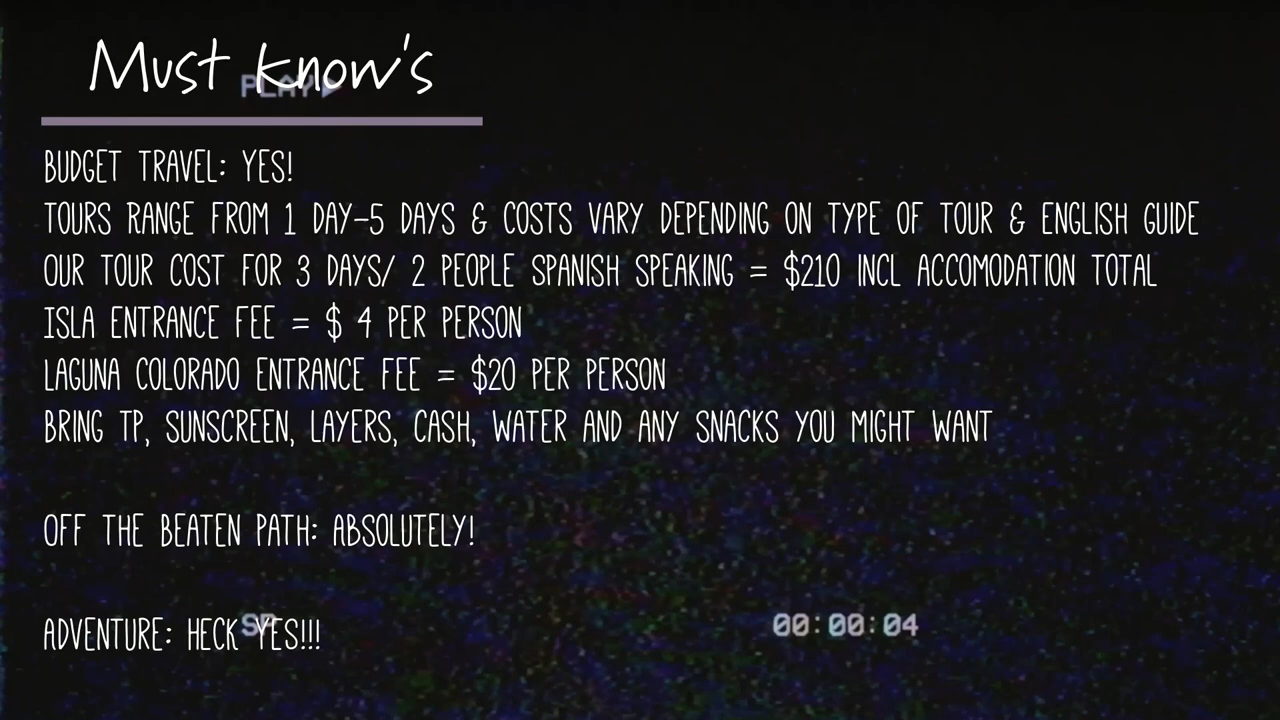 Must know's
PLAY
BUDGET TRAVEL: YES!
TOURS RANGE FROM 1 DAY-5 DAYS & COSTS VARY DEPENDING ON TYPE OF TOUR & ENGLISH GUIDE
OUR TOUR COST FOR 3 DAYS/ 2 PEOPLE SPANISH SPEAKING = $210 INCL ACCOMODATION TOTAL
ISLA ENTRANCE FEE = $ 4 PER PERSON
LAGUNA COLORADO ENTRANCE FEE = $20 PER PERSON
BRING TP, SUNSCREEN, LAYERS, CASH, WATER AND ANY SNACKS YOU MIGHT WANT
OFF THE BEATEN PATH: ABSOLUTELY!
ADVENTURE: HECK YES!!!
SP
00:00:04